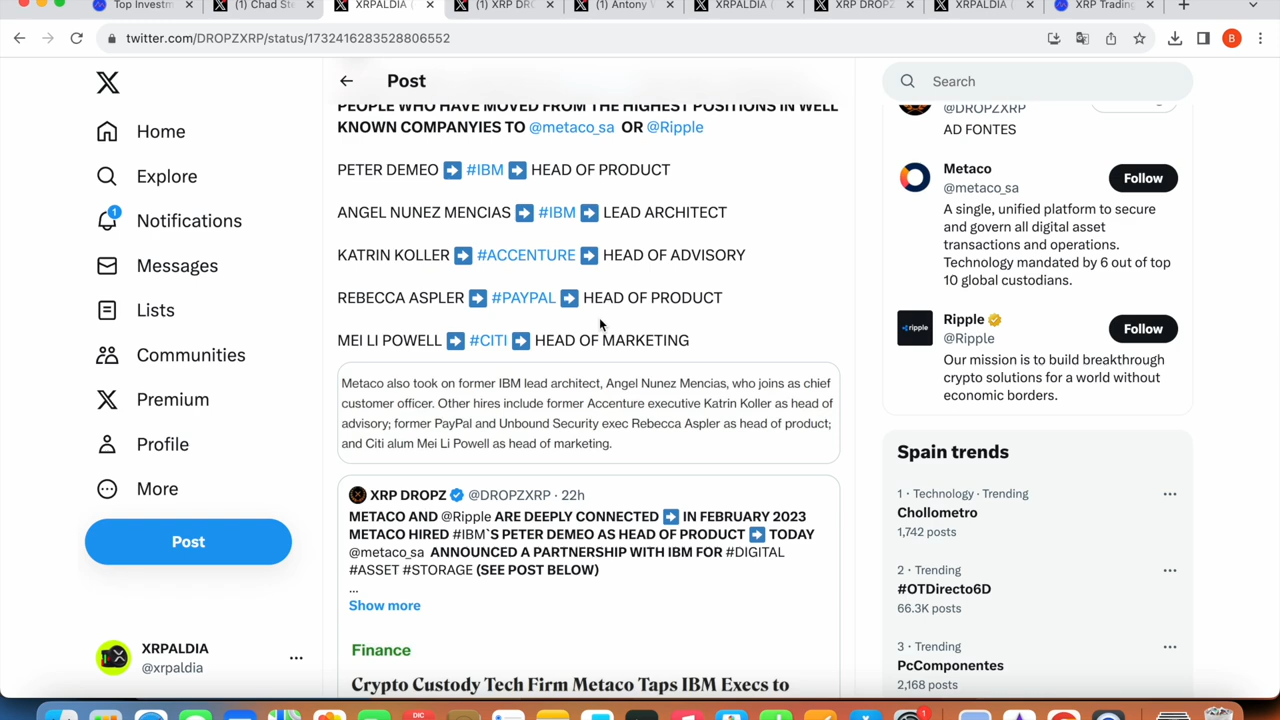 Top Investm
(1) Chad Ste
XRPALDIA
(1) XRP DRO
(1) Antony
XRPALDIA (
XRP DROPZ
XRPALDIA (
XRP Trading
twitter.com/DROPZXRP/status/1732416283528806552
B
Home
Explore
1
Notifications
Messages
Lists
Communities
Premium
Profile
More
Post
XRPALDIA
@xrpaldia
Post
PEOPLE WHO HAVE MOVED FROM THE HIGHEST POSITIONS IN WELL
KNOWN COMPANYIES TO @metaco_sa OR @Ripple
PETER DEMEO ➡️ #IBM ➡️ HEAD OF PRODUCT
ANGEL NUNEZ MENCIAS ➡️ #IBM ➡️ LEAD ARCHITECT
KATRIN KOLLER ➡️ #ACCENTURE ➡️ HEAD OF ADVISORY
REBECCA ASPLER ➡️ #PAYPAL ➡️ HEAD OF PRODUCT
MEI LI POWELL ➡️ #CITI ➡️ HEAD OF MARKETING
Metaco also took on former IBM lead architect, Angel Nunez Mencias, who joins as chief
customer officer. Other hires include former Accenture executive Katrin Koller as head of
advisory; former PayPal and Unbound Security exec Rebecca Aspler as head of product;
and Citi alum Mei Li Powell as head of marketing.
XRP DROPZ @DROPZXRP · 22h
METACO AND @Ripple ARE DEEPLY CONNECTED ➡️ IN FEBRUARY 2023
METACO HIRED #IBM`S PETER DEMEO AS HEAD OF PRODUCT ➡️ TODAY
@metaco_sa ANNOUNCED A PARTNERSHIP WITH IBM FOR #DIGITAL
#ASSET #STORAGE (SEE POST BELOW)
...
Show more
Finance
Crypto Custody Tech Firm Metaco Taps IBM Execs to
Search
@DROPZXRP
AD FONTES
Metaco
@metaco_sa
Follow
A single, unified platform to secure
and govern all digital asset
transactions and operations.
Technology mandated by 6 out of top
10 global custodians.
Ripple
@Ripple
Follow
Our mission is to build breakthrough
crypto solutions for a world without
economic borders.
Spain trends
1 · Technology · Trending
Chollometro
1,742 posts
2 · Trending
#OTDirecto6D
66.3K posts
3 · Trending
PcComponentes
2,168 posts
DIC